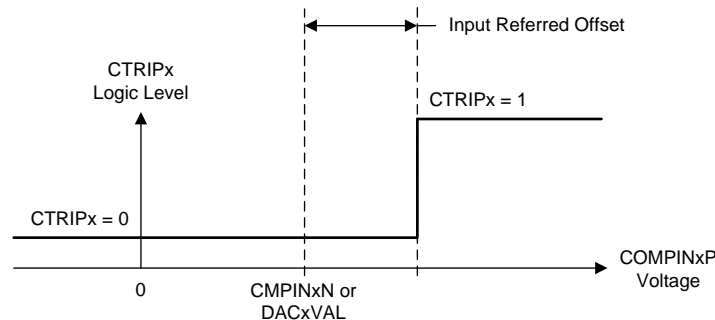 Input Referred Offset
CTRIPx
Logic Level
CTRIPx = 1
CTRIPx = 0
COMPINxP
Voltage
0
CMPINxN or
DACxVAL